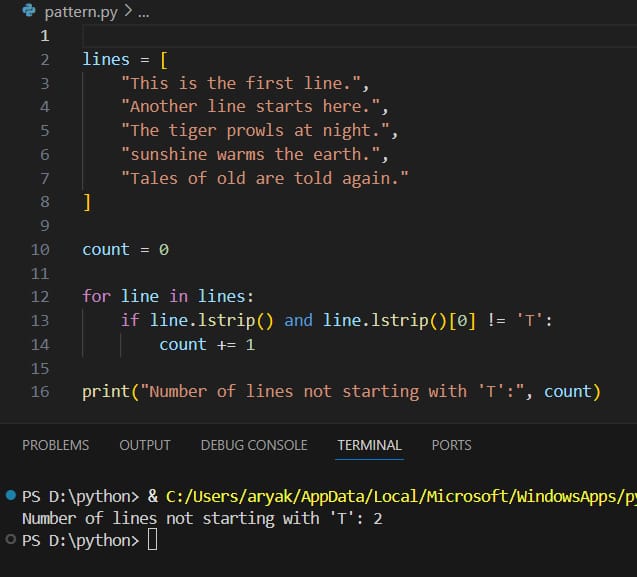 pattern.py > ...
1
2 lines = [
3     "This is the first line.",
4     "Another line starts here.",
5     "The tiger prowls at night.",
6     "sunshine warms the earth.",
7     "Tales of old are told again."
8 ]
9
10 count = 0
11
12 for line in lines:
13     if line.lstrip() and line.lstrip()[0] != 'T':
14         count += 1
15
16 print("Number of lines not starting with 'T':", count)
PROBLEMS OUTPUT DEBUG CONSOLE TERMINAL PORTS
PS D:\python> & C:/Users/aryak/AppData/Local/Microsoft/WindowsApps/py
Number of lines not starting with 'T': 2
PS D:\python>